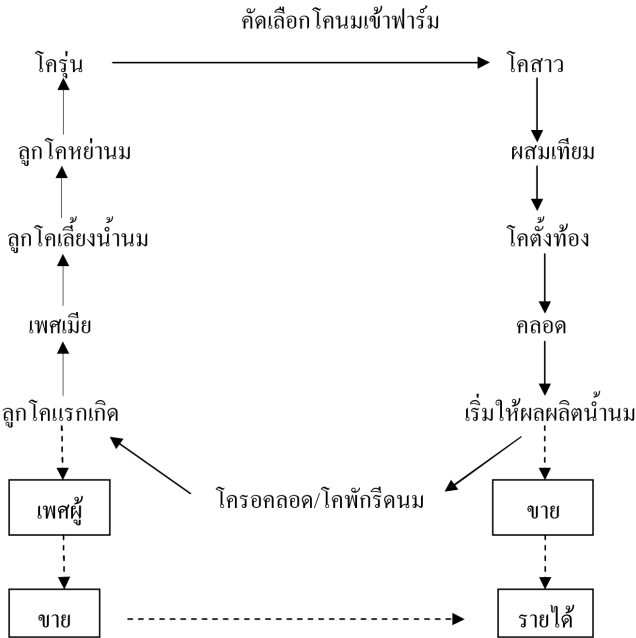 คัดเลือกโคนมเข้าฟาร์ม
โครุ่น
โคสาว
ลูกโคหย่านม
ผสมเทียม
ลูกโคเลี้ยงน้ำนม
โคตั้งท้อง
เพศเมีย
คลอด
ลูกโคแรกเกิด
เริ่มให้ผลผลิตน้ำนม
โครอคลอด/โคพักรีดนม
เพศผู้
ขาย
ขาย
รายได้